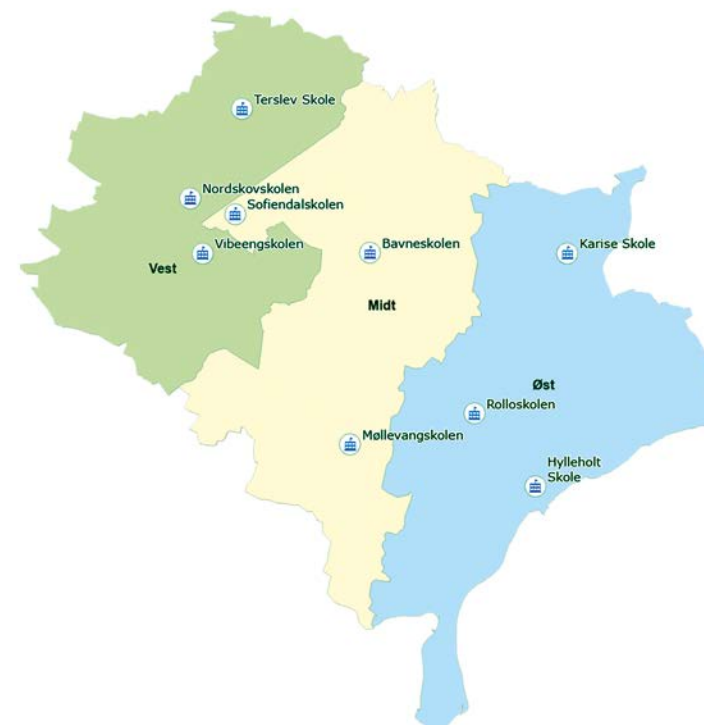 Terslev Skole
Nordskovskolen
Sofiendalskolen
Vibeengskolen
Bavneskolen
Karise Skole
Vest
Midt
Øst
Rolloskolen
Møllevangskolen
Hylleholt
Skole